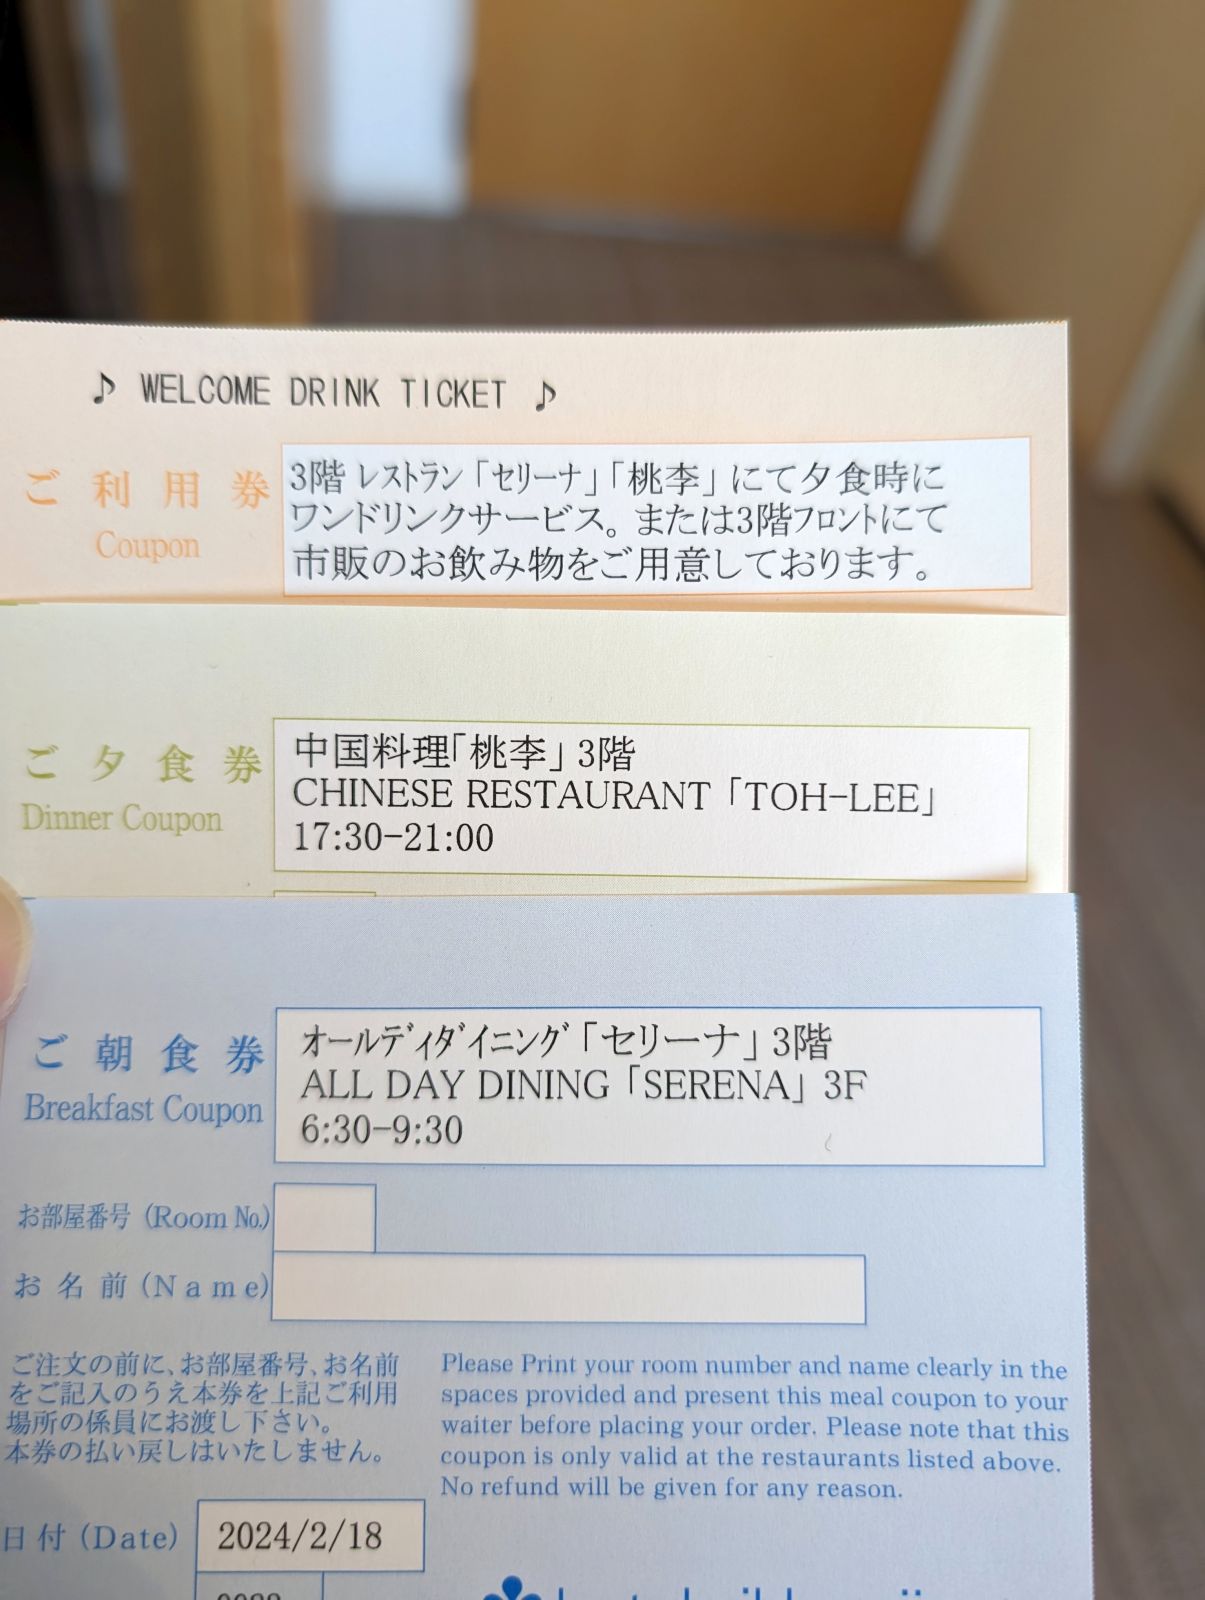 ♪ WELCOME DRINK TICKET ♪
ご利用券
Coupon
3階 レストラン「セリーナ」「桃李」にて夕食時に
ワンドリンクサービス。または3階フロントにて
市販のお飲み物をご用意しております。
ご夕食券
Dinner Coupon
中国料理「桃李」3階
CHINESE RESTAURANT「TOH-LEE」
17:30-21:00
ご朝食券
Breakfast Coupon
オールディダイニング「セリーナ」3階
ALL DAY DINING「SERENA」3F
6:30-9:30
お部屋番号 (Room No.)
お名前 (Name)
ご注文の前に、お部屋番号、お名前
をご記入のうえ本券を上記ご利用
場所の係員にお渡し下さい。
本券の払い戻しはいたしません。
Please Print your room number and name clearly in the
spaces provided and present this meal coupon to your
waiter before placing your order. Please note that this
coupon is only valid at the restaurants listed above.
No refund will be given for any reason.
日付 (Date)
2024/2/18